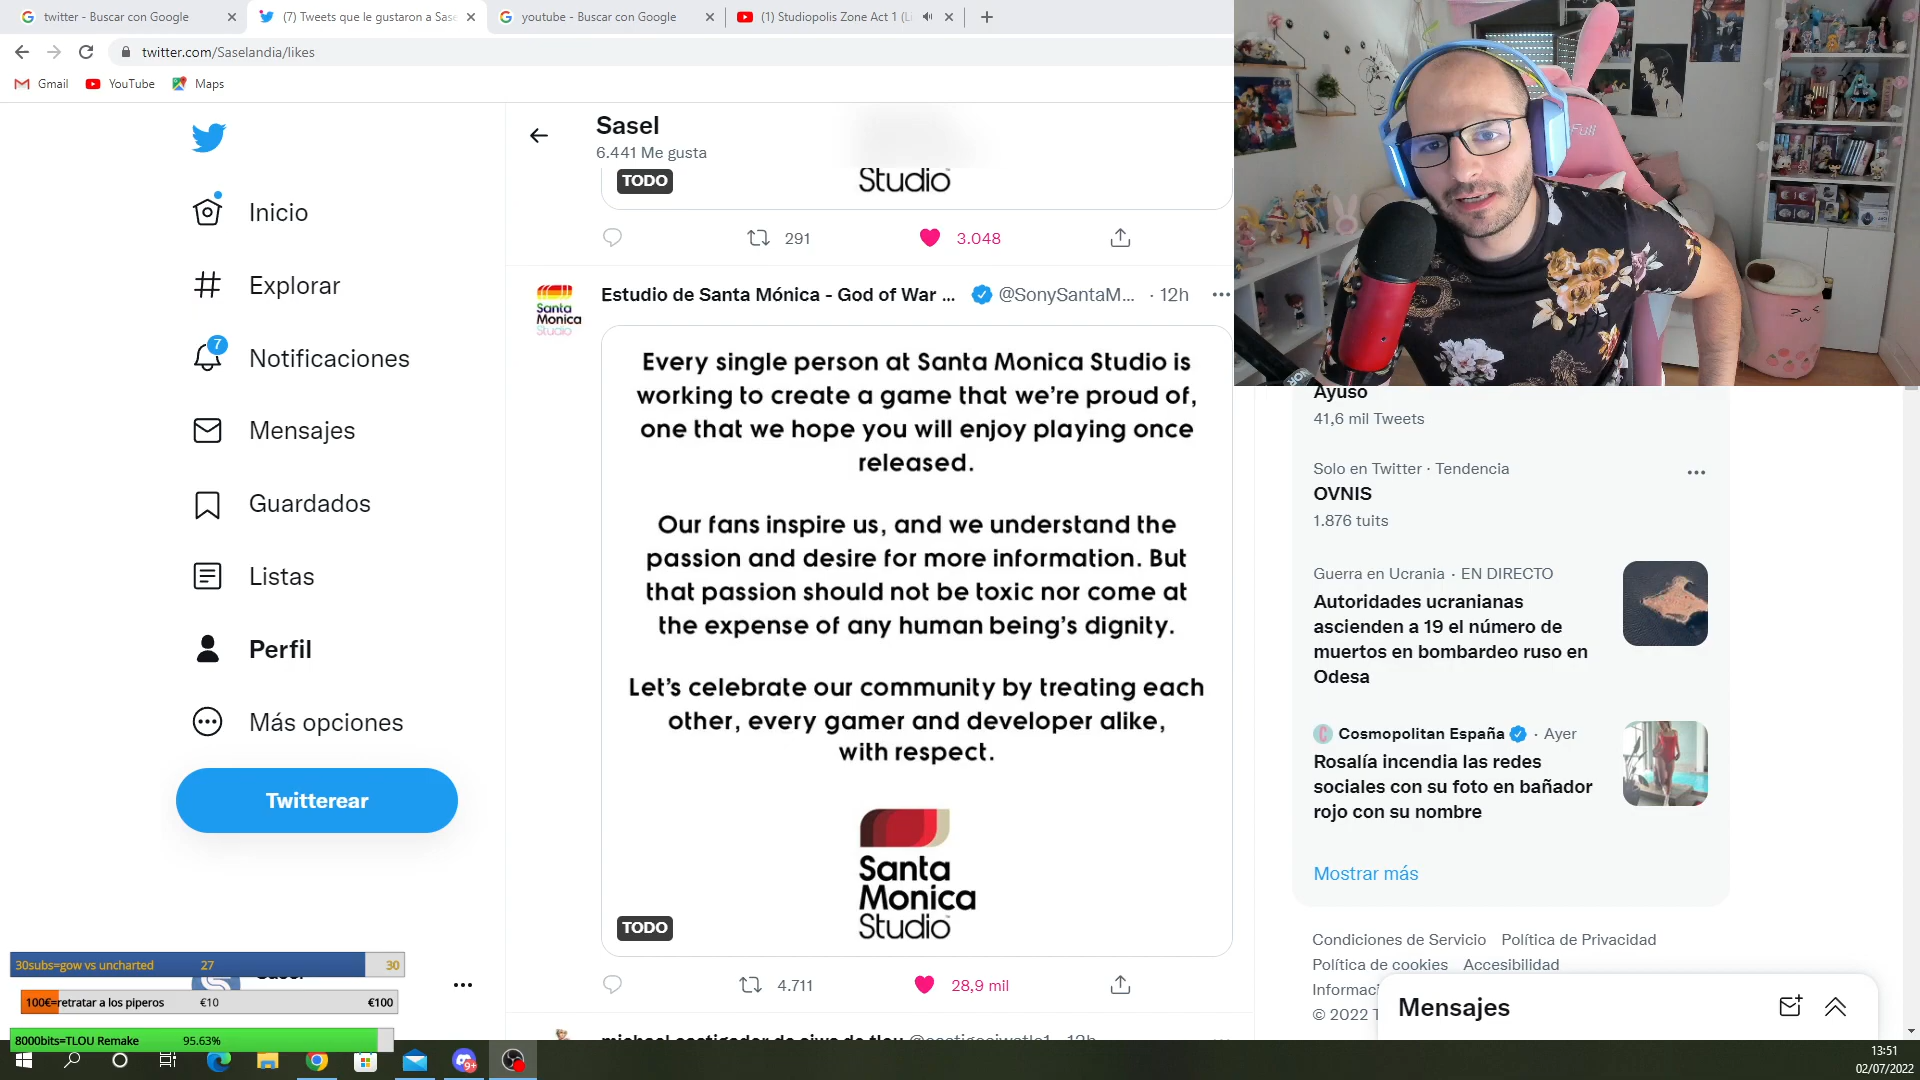 twitter - Buscar con Google
(7) Tweets que le gustaron a Sase
youtube - Buscar con Google
(1) Studiopolis Zone Act 1 (L
twitter.com/Saselandia/likes
Gmail
YouTube
Maps
Inicio
Explorar
7
Notificaciones
Mensajes
Guardados
Listas
Perfil
Más opciones
Twitterear
Sasel
6.441 Me gusta
TODO
Studio
291
3.048
Santa
Monica
Studio
Estudio de Santa Mónica - God of War ...
@SonySantaM... · 12h
Every single person at Santa Monica Studio is
working to create a game that we're proud of,
one that we hope you will enjoy playing once
released.
Our fans inspire us, and we understand the
passion and desire for more information. But
that passion should not be toxic nor come at
the expense of any human being's dignity.
Let's celebrate our community by treating each
other, every gamer and developer alike,
with respect.
Santa
Monica
Studio
TODO
4.711
28,9 mil
Ayuso
41,6 mil Tweets
Solo en Twitter · Tendencia
OVNIS
1.876 tuits
Guerra en Ucrania · EN DIRECTO
Autoridades ucranianas
ascienden a 19 el número de
muertos en bombardeo ruso en
Odesa
Cosmopolitan España · Ayer
Rosalía incendia las redes
sociales con su foto en bañador
rojo con su nombre
Mostrar más
Condiciones de Servicio Política de Privacidad
Política de cookies Accesibilidad
© 2022
Mensajes
30subs=gow vs uncharted 27 30
100€=retratar a los piperos €10 €100
8000bits=TLOU Remake 95.63%
9+
13:51
02/07/2022